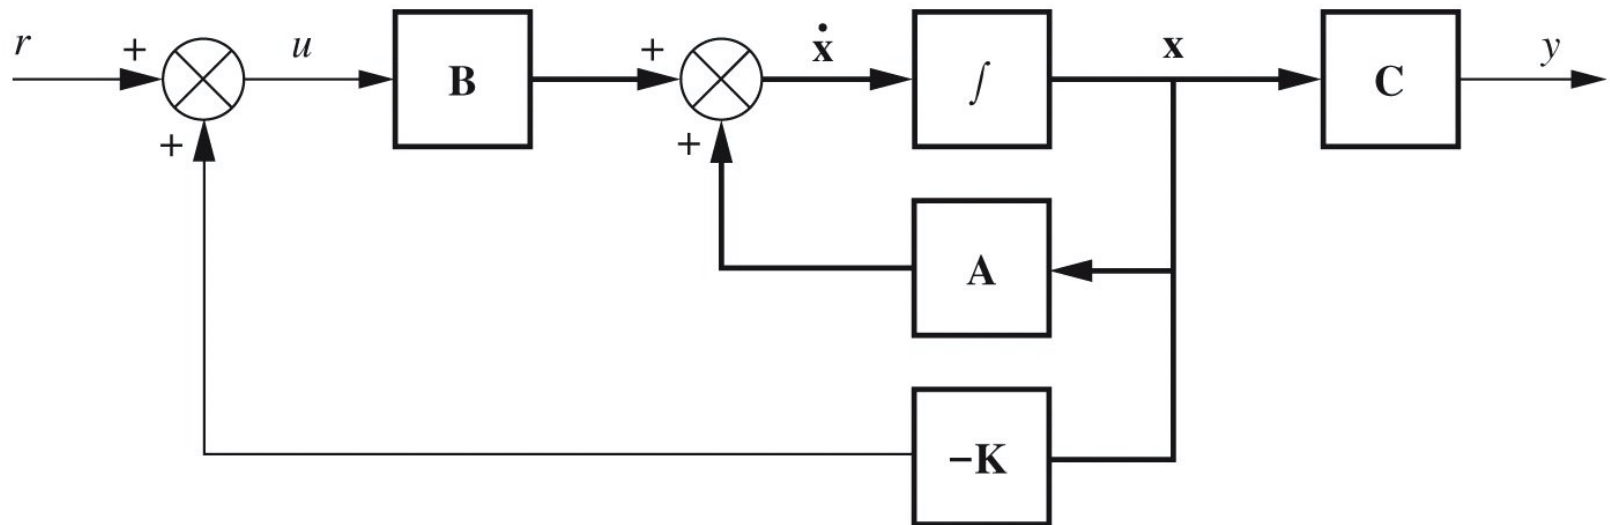 r + u B + ẋ ∫ x C y
+ +
A
−K